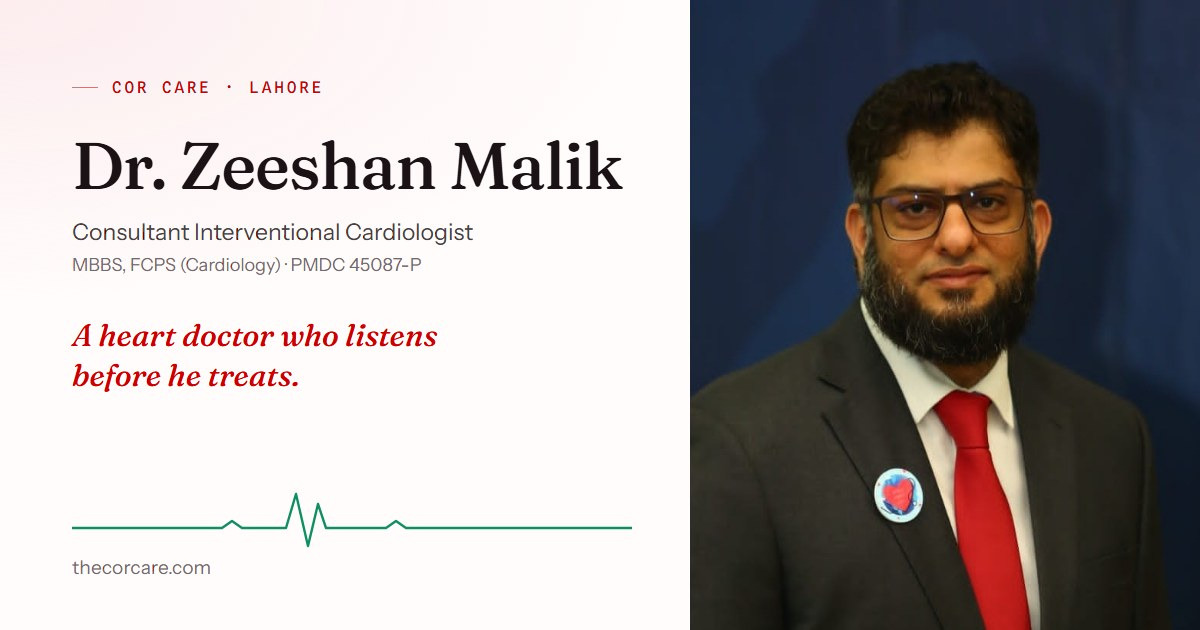 COR CARE · LAHORE
Dr. Zeeshan Malik
Consultant Interventional Cardiologist
MBBS, FCPS (Cardiology) · PMDC 45087-P
A heart doctor who listens
before he treats.
thecorcare.com